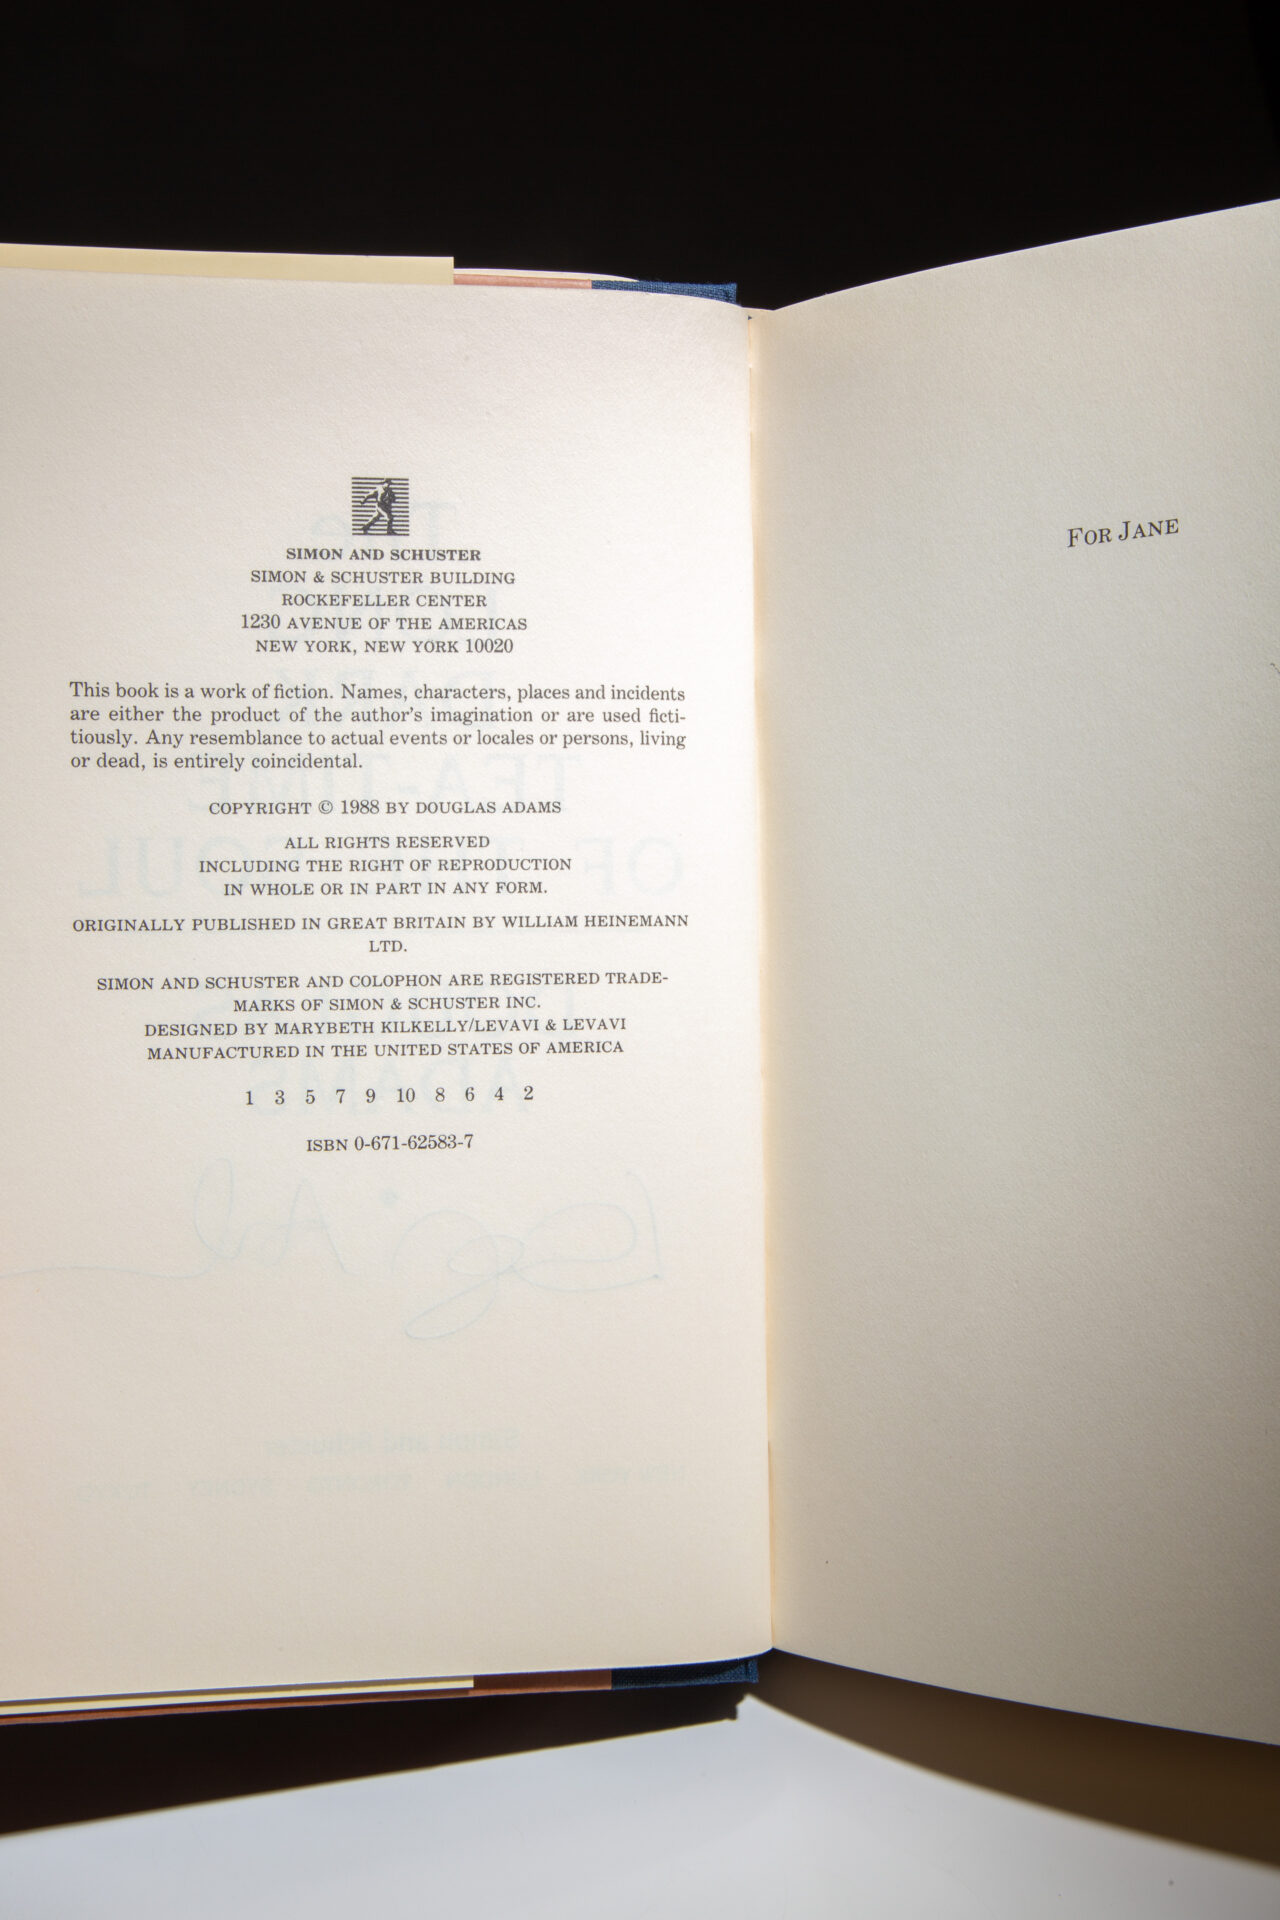 SIMON AND SCHUSTER
SIMON & SCHUSTER BUILDING
ROCKEFELLER CENTER
1230 AVENUE OF THE AMERICAS
NEW YORK, NEW YORK 10020
This book is a work of fiction. Names, characters, places and incidents
are either the product of the author's imagination or are used ficti-
tiously. Any resemblance to actual events or locales or persons, living
or dead, is entirely coincidental.
COPYRIGHT © 1988 BY DOUGLAS ADAMS
ALL RIGHTS RESERVED
INCLUDING THE RIGHT OF REPRODUCTION
IN WHOLE OR IN PART IN ANY FORM.
ORIGINALLY PUBLISHED IN GREAT BRITAIN BY WILLIAM HEINEMANN
LTD.
SIMON AND SCHUSTER AND COLOPHON ARE REGISTERED TRADE-
MARKS OF SIMON & SCHUSTER INC.
DESIGNED BY MARYBETH KILKELLY/LEVAVI & LEVAVI
MANUFACTURED IN THE UNITED STATES OF AMERICA
1 3 5 7 9 10 8 6 4 2
ISBN 0-671-62583-7
FOR JANE